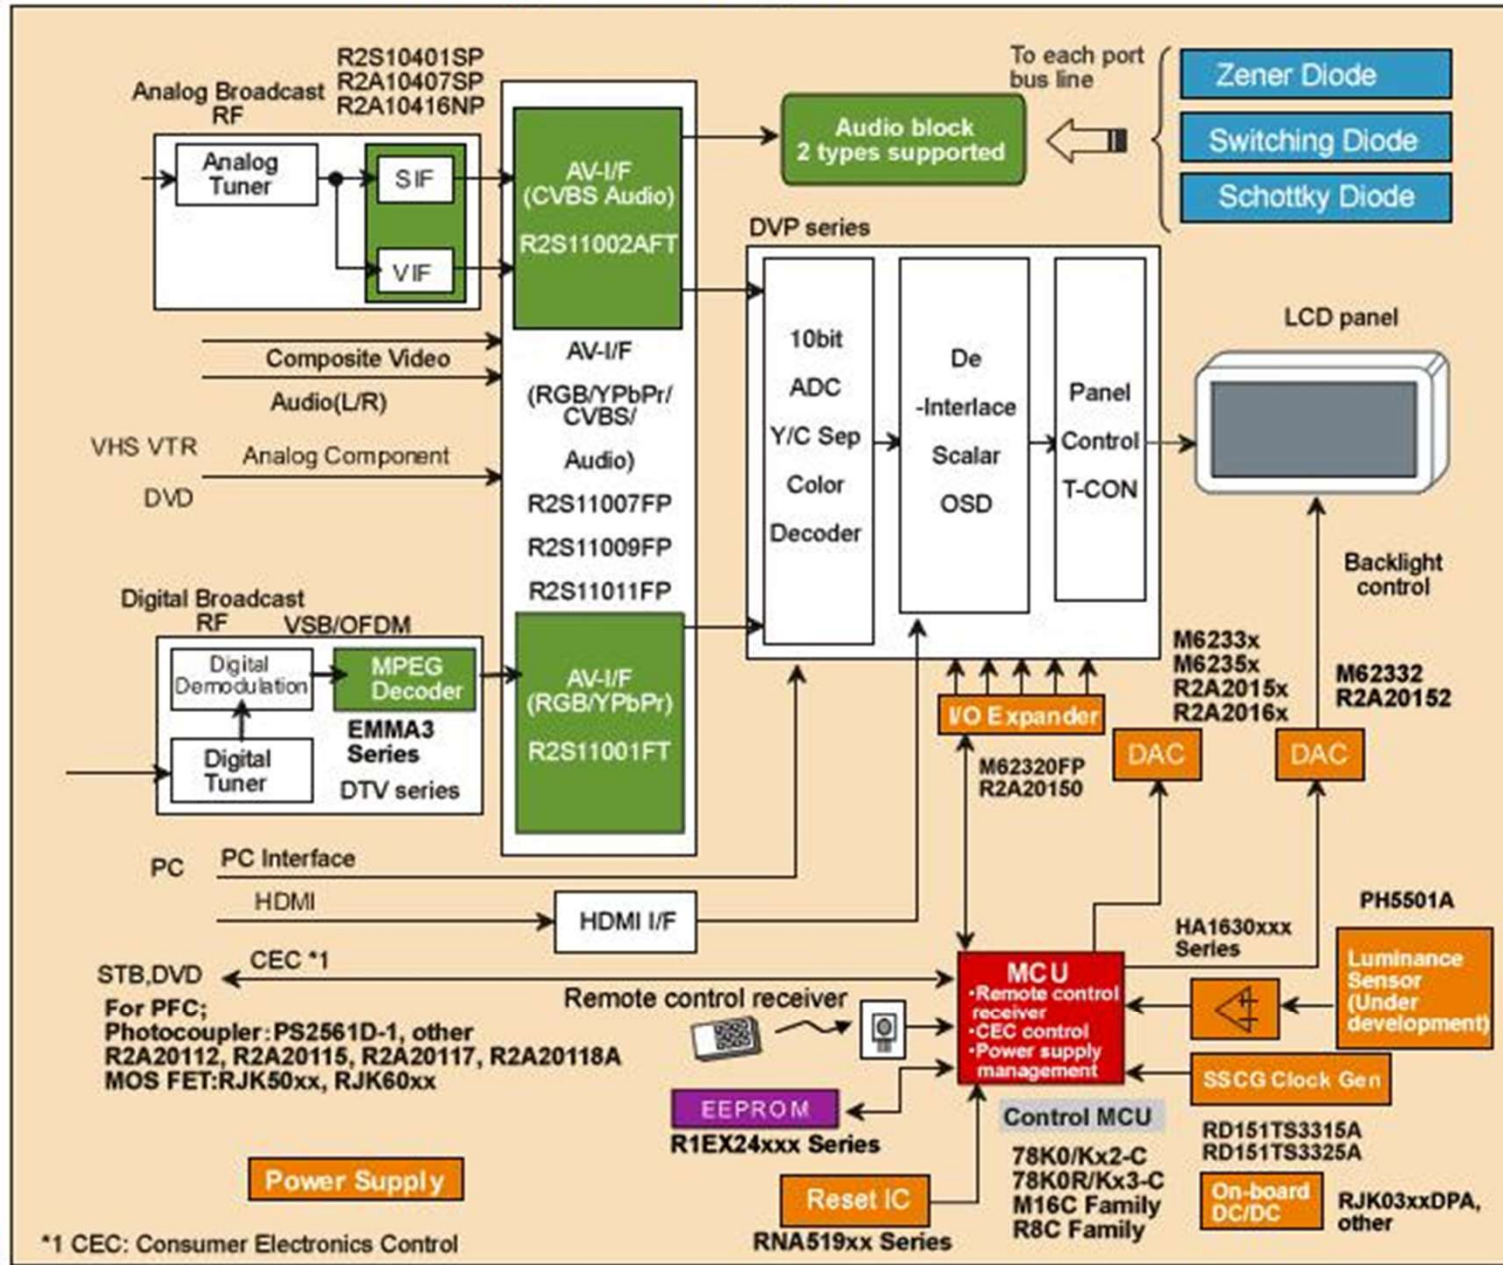 R2S10401SP
R2A10407SP
R2A10416NP
Analog Broadcast
RF
Analog
Tuner
SIF
VIF
AV-I/F
(CVBS Audio)
R2S11002AFT
Audio block
2 types supported
To each port
bus line
Zener Diode
Switching Diode
Schottky Diode
DVP series
Composite Video
Audio(L/R)
VHS VTR
DVD
Analog Component
AV-I/F
(RGB/YPbPr/
CVBS/
Audio)
R2S11007FP
R2S11009FP
R2S11011FP
10bit
ADC
Y/C Sep
Color
Decoder
De
-Interlace
Scalar
OSD
Panel
Control
T-CON
LCD panel
Backlight
control
Digital Broadcast
RF
VSB/OFDM
Digital
Demodulation
MPEG
Decoder
EMMA3
Series
DTV series
Digital
Tuner
AV-I/F
(RGB/YPbPr)
R2S11001FT
I/O Expander
M62320FP
R2A20150
M6233x
M6235x
R2A2015x
R2A2016x
DAC
M62332
R2A20152
DAC
PC
PC Interface
HDMI
HDMI I/F
CEC *1
STB,DVD
For PFC;
Photocoupler:PS2561D-1, other
R2A20112, R2A20115, R2A20117, R2A20118A
MOS FET:RJK50xx, RJK60xx
Remote control receiver
MCU
•Remote control
receiver
•CEC control
•Power supply
management
HA1630xxx
Series
PH5501A
Luminance
Sensor
(Under
development)
SSCG Clock Gen
RD151TS3315A
RD151TS3325A
EEPROM
R1EX24xxx Series
Control MCU
78K0/Kx2-C
78K0R/Kx3-C
M16C Family
R8C Family
Reset IC
RNA519xx Series
On-board
DC/DC
RJK03xxDPA,
other
Power Supply
*1 CEC: Consumer Electronics Control